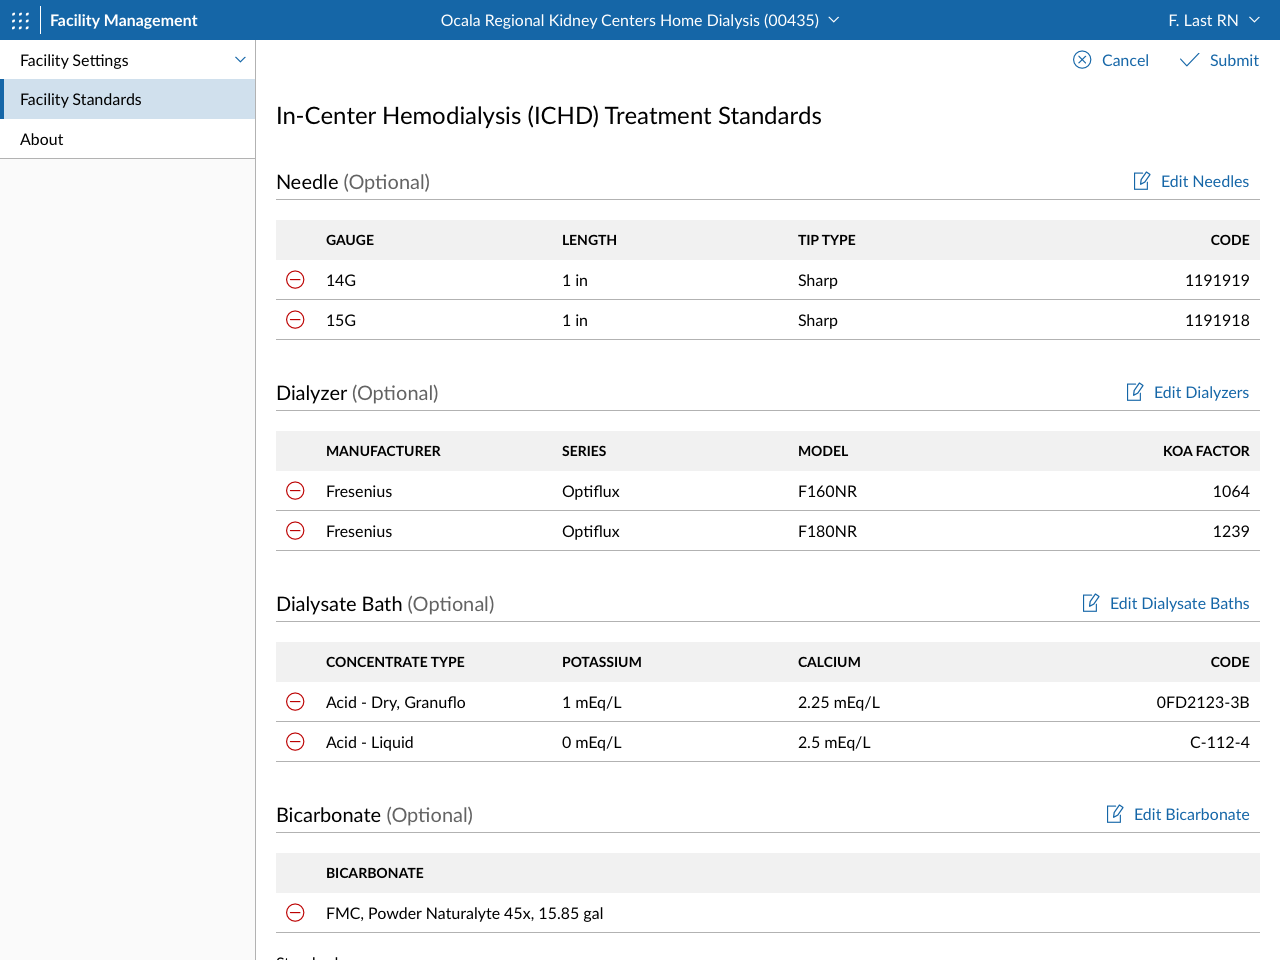 Facility Management
Ocala Regional Kidney Centers Home Dialysis (00435)
F. Last RN
Facility Settings
Facility Standards
About
Cancel
Submit
In-Center Hemodialysis (ICHD) Treatment Standards
Needle (Optional)
Edit Needles
GAUGE LENGTH TIP TYPE CODE
14G 1 in Sharp 1191919
15G 1 in Sharp 1191918
Dialyzer (Optional)
Edit Dialyzers
MANUFACTURER SERIES MODEL KOA FACTOR
Fresenius Optiflux F160NR 1064
Fresenius Optiflux F180NR 1239
Dialysate Bath (Optional)
Edit Dialysate Baths
CONCENTRATE TYPE POTASSIUM CALCIUM CODE
Acid - Dry, Granuflo 1 mEq/L 2.25 mEq/L 0FD2123-3B
Acid - Liquid 0 mEq/L 2.5 mEq/L C-112-4
Bicarbonate (Optional)
Edit Bicarbonate
BICARBONATE
FMC, Powder Naturalyte 45x, 15.85 gal